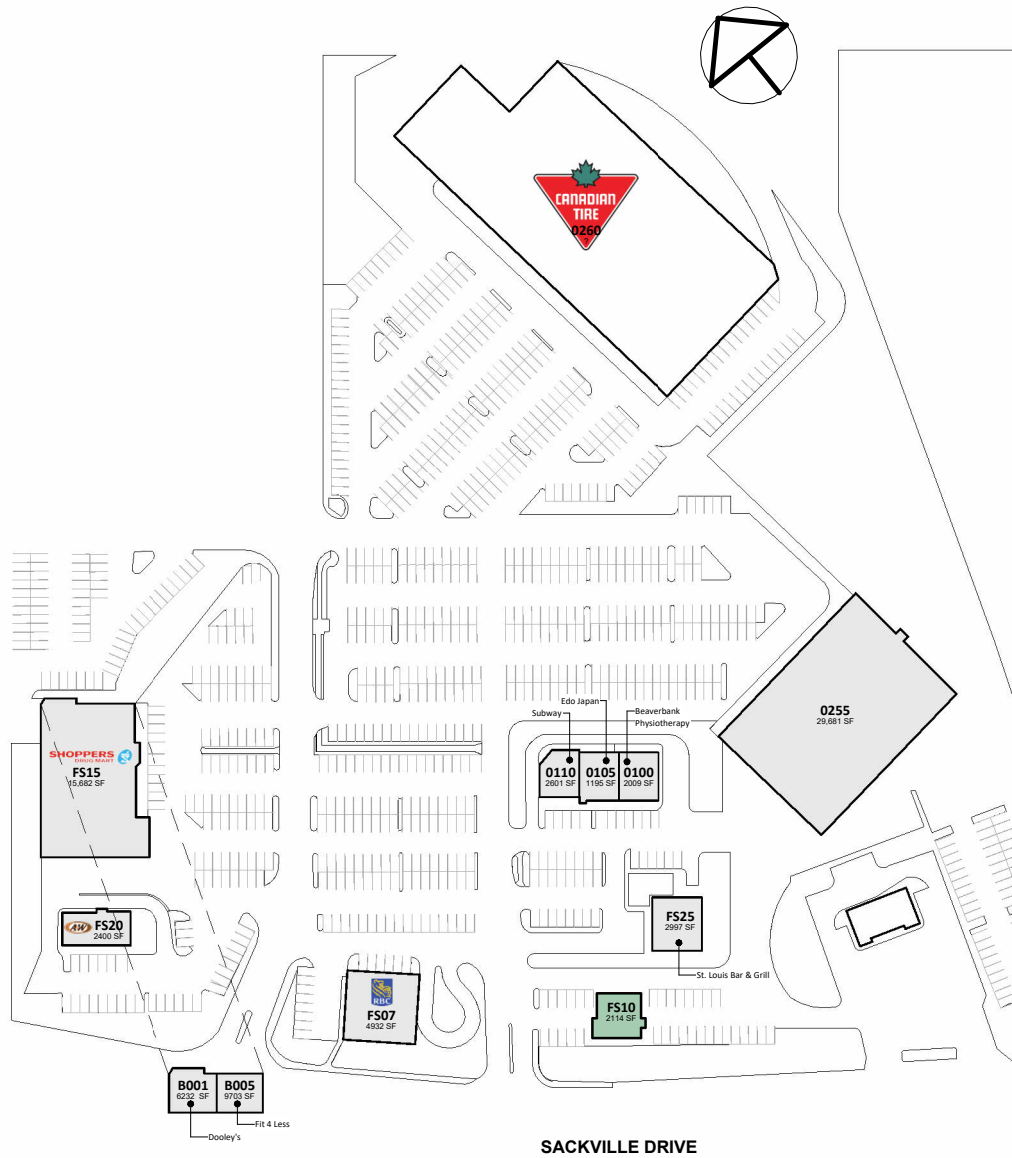 CANADIAN
TIRE
0260
?
0255
29,681 SF
Edo Japan
Subway
Beaverbank
Physiotherapy
0110
2601 SF
0105
1195 SF
0100
2009 SF
SHOPPERS
DRUG MART
FS15
15,682 SF
A&W
FS20
2400 SF
FS25
2997 SF
St. Louis Bar & Grill
RBC
FS07
4932 SF
FS10
2114 SF
B001
6232 SF
B005
9703 SF
Fit 4 Less
Dooley's
SACKVILLE DRIVE